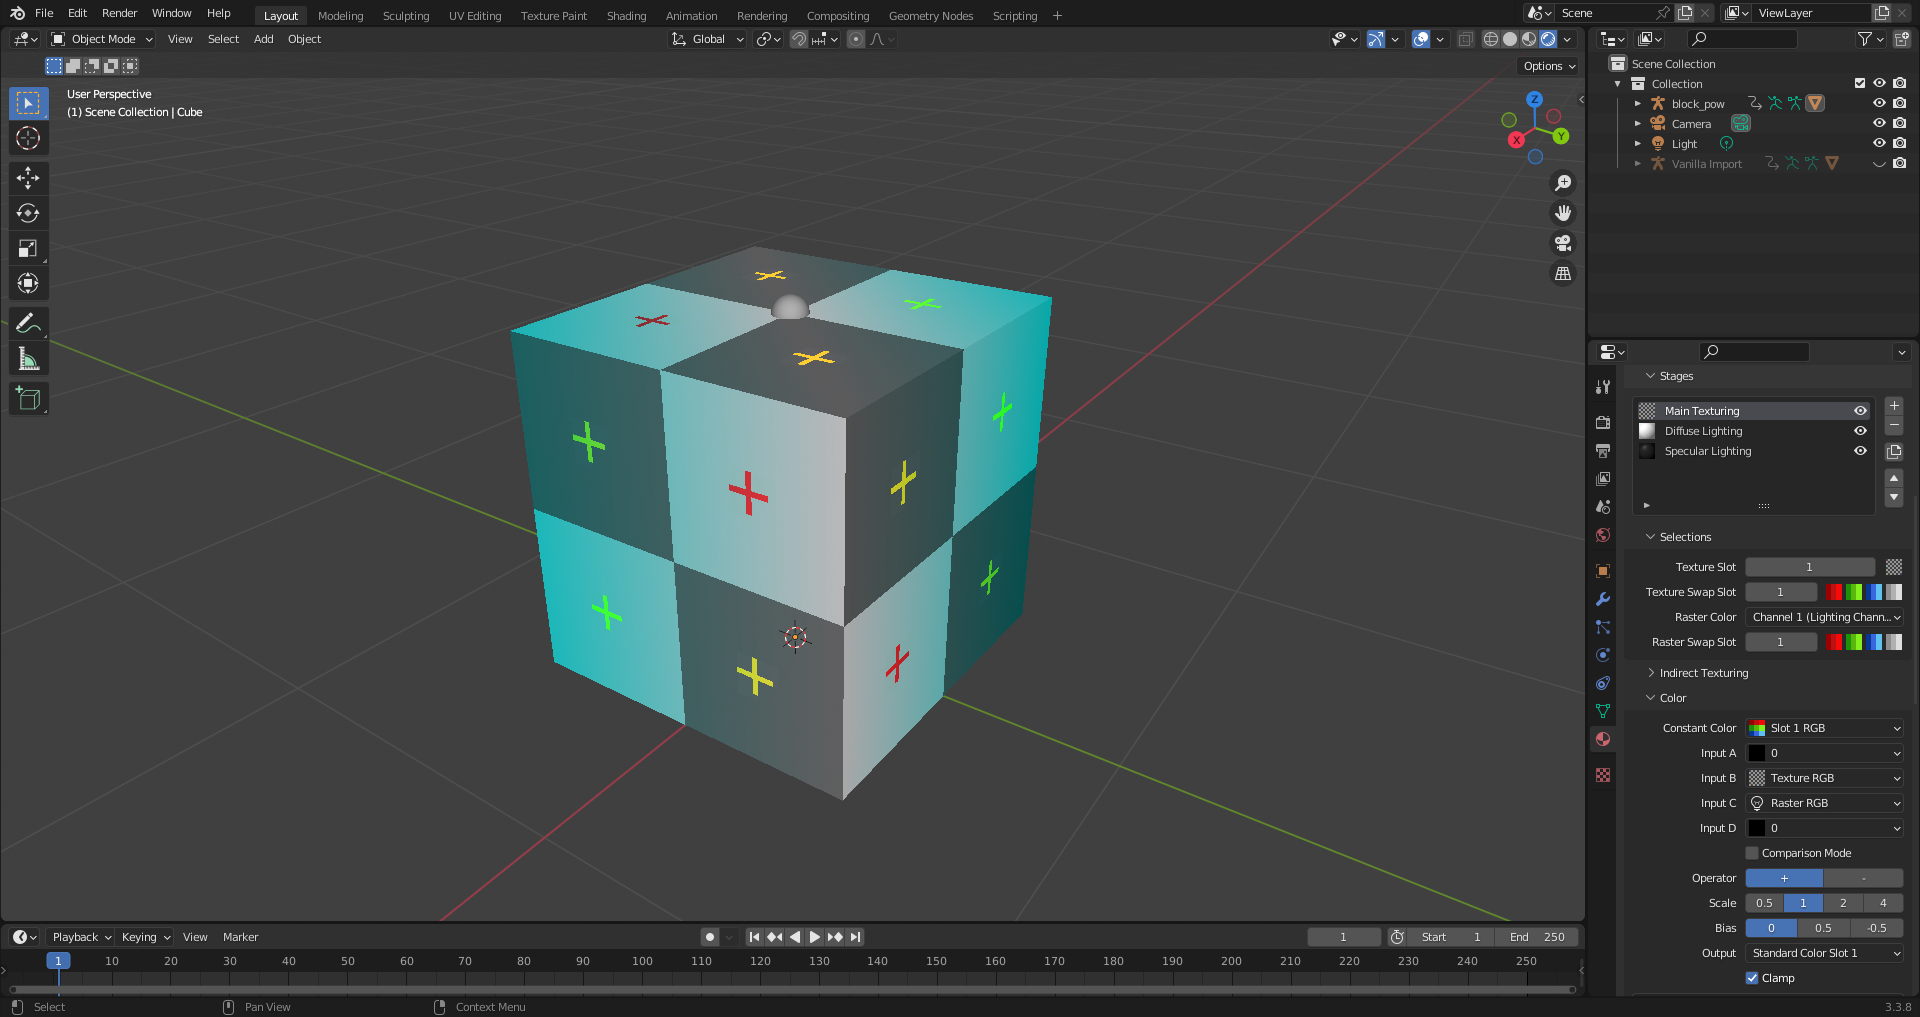 File Edit Render Window Help Layout Modeling Sculpting UV Editing Texture Paint Shading Animation Rendering Compositing Geometry Nodes Scripting + Scene ViewLayer
Object Mode View Select Add Object Global
Options
User Perspective
(1) Scene Collection | Cube
Z
Y
X
Scene Collection
Collection
block_pow
Camera
Light
Vanilla Import
Stages
Main Texturing
Diffuse Lighting
Specular Lighting
Selections
Texture Slot 1
Texture Swap Slot 1
Raster Color Channel 1 (Lighting Chann...
Raster Swap Slot 1
Indirect Texturing
Color
Constant Color Slot 1 RGB
Input A 0
Input B Texture RGB
Input C Raster RGB
Input D 0
Comparison Mode
Operator + -
Scale 0.5 1 2 4
Bias 0 0.5 -0.5
Output Standard Color Slot 1
Clamp
Playback Keying View Marker 1 Start 1 End 250
1 10 20 30 40 50 60 70 80 90 100 110 120 130 140 150 160 170 180 190 200 210 220 230 240 250
Select Pan View Context Menu 3.3.8